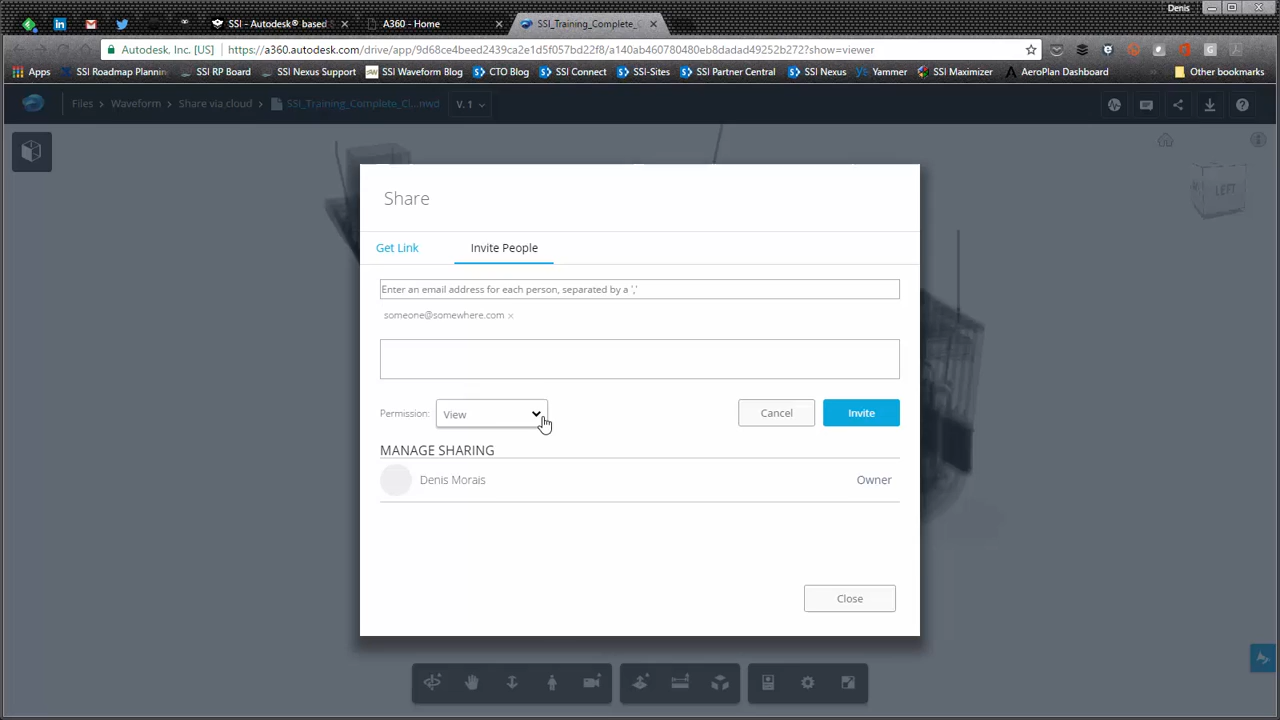 Denis
SSI - Autodesk® based
A360 - Home
SSI_Training_Complete_C
Autodesk, Inc. [US]
https://a360.autodesk.com/drive/app/9d68ce4beed2439ca2e1d5f057bd22f8/a140ab460780480eb8dadad49252b272?show=viewer
Apps
SSI Roadmap Planning
SSI RP Board
SSI Nexus Support
SSI Waveform Blog
CTO Blog
SSI Connect
SSI-Sites
SSI Partner Central
SSI Nexus
Yammer
SSI Maximizer
AeroPlan Dashboard
Other bookmarks
Files
Waveform
Share via cloud
SSI_Training_Complete_Cl...nwd
V. 1
LEFT
Share
Get Link
Invite People
Enter an email address for each person, separated by a ','
someone@somewhere.com ×
Permission:
View
Cancel
Invite
MANAGE SHARING
Denis Morais
Owner
Close